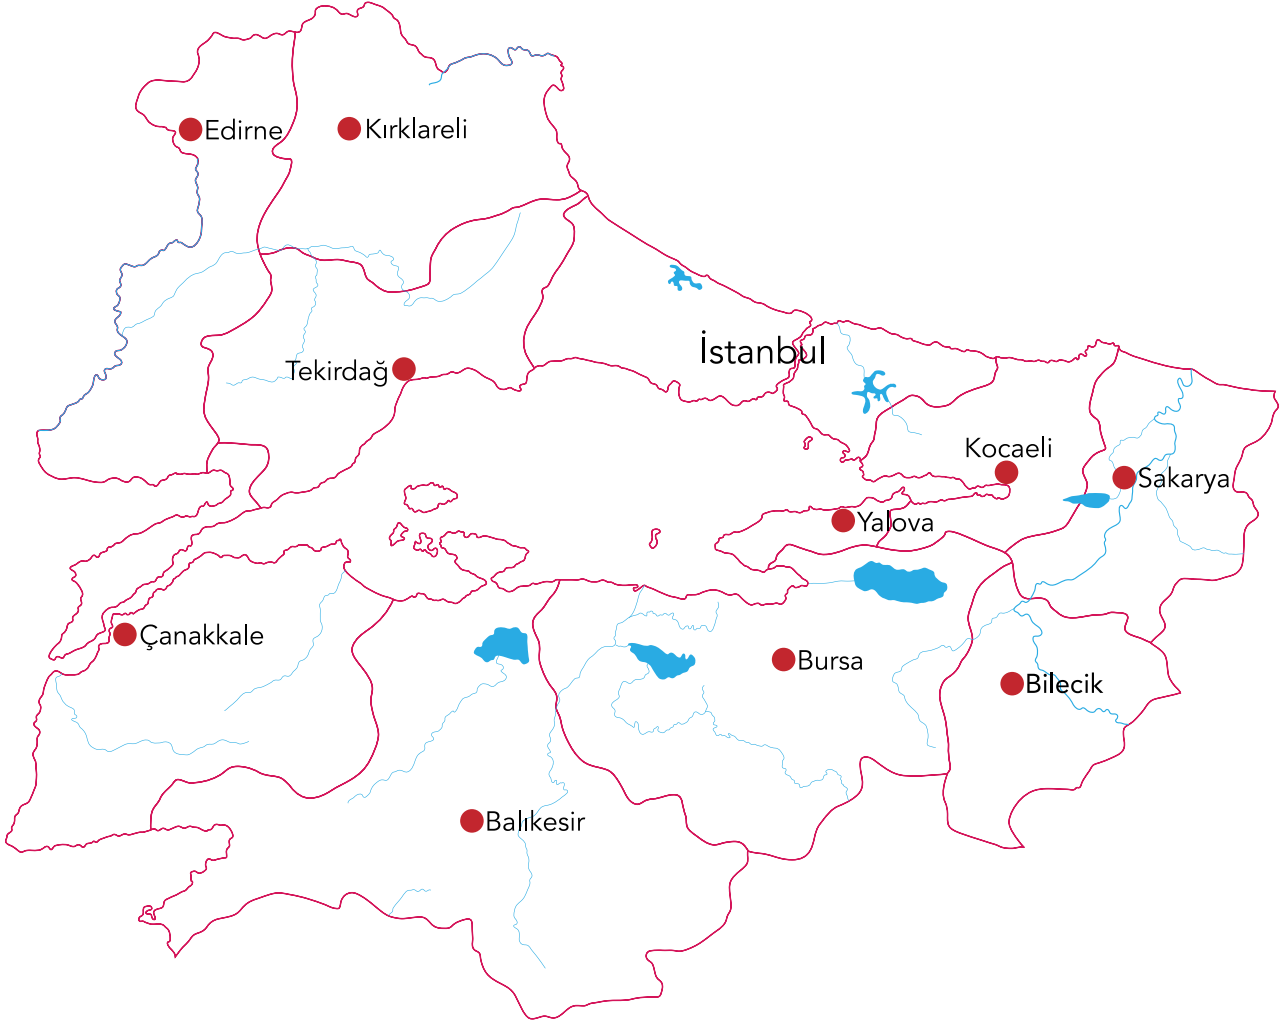 Edirne
Kırklareli
İstanbul
Tekirdağ
Kocaeli
Sakarya
Yalova
Çanakkale
Bursa
Bilecik
Balıkesir